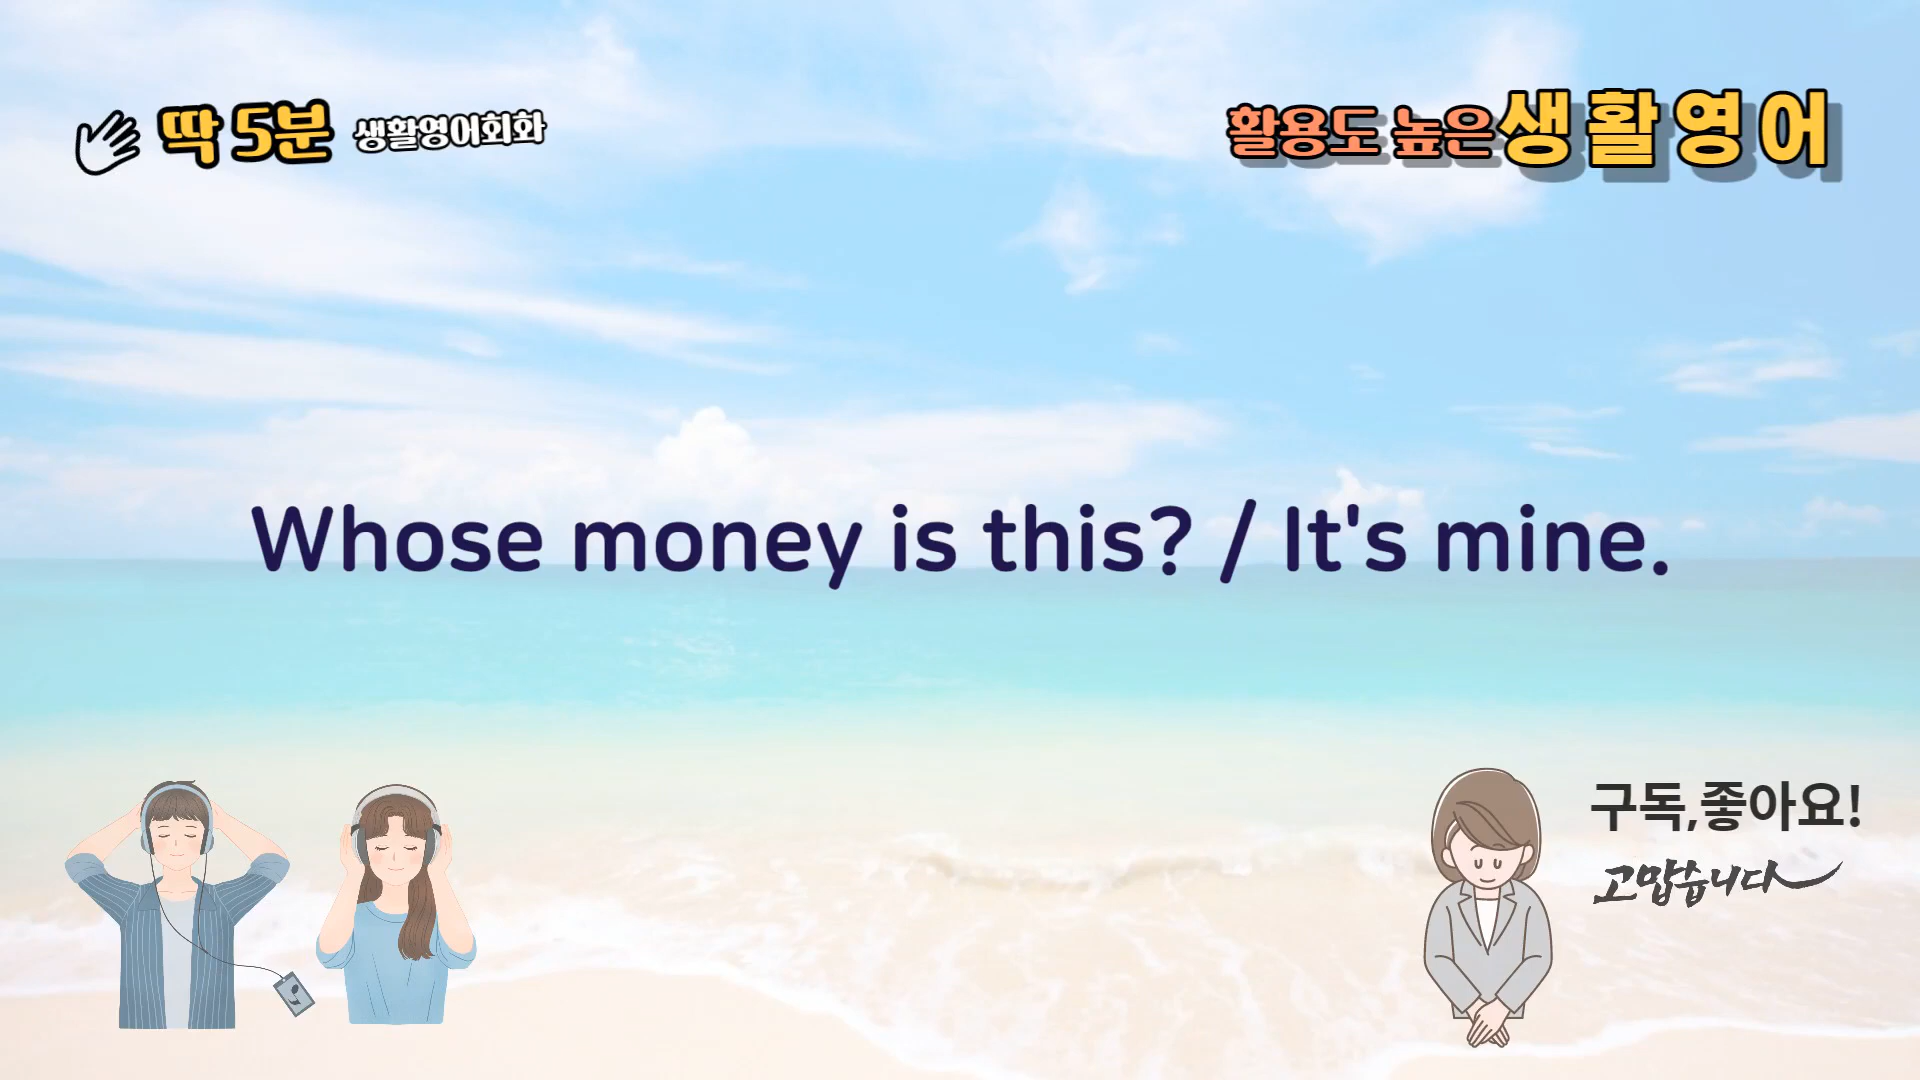 딱 5분 생활영어회화
활용도 높은 생활영어
Whose money is this? / It's mine.
구독,좋아요!
고맙습니다